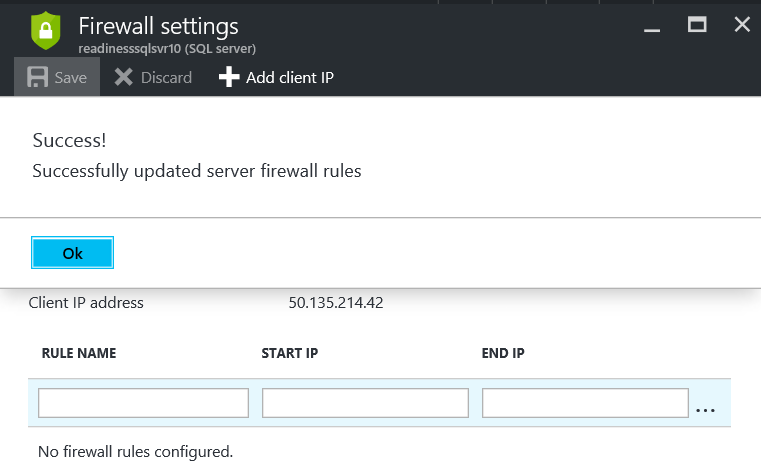 Firewall settings
readinesssqlsvr10 (SQL server)
Save Discard Add client IP
Success!
Successfully updated server firewall rules
Ok
Client IP address 50.135.214.42
RULE NAME START IP END IP
...
No firewall rules configured.